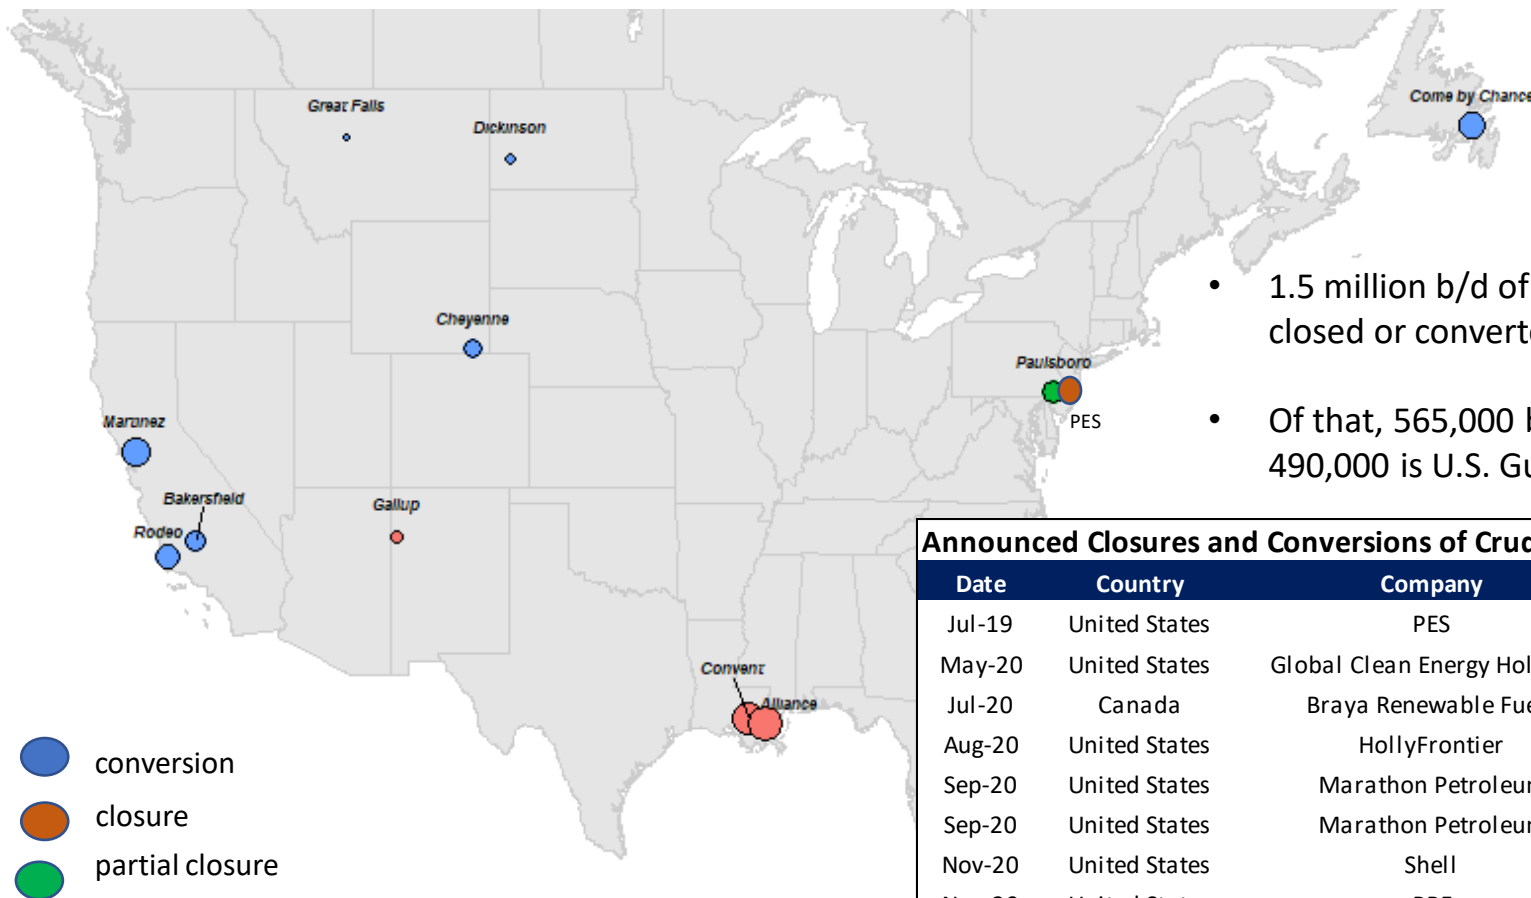 Great Falls
Dickinson
Come by Chance
Cheyenne
Paulsboro
PES
Martinez
Bakersfield
Rodeo
Gallup
Convent
Alliance
conversion
closure
partial closure
• 1.5 million b/d of
closed or converte
• Of that, 565,000 b
490,000 is U.S. Gu
Announced Closures and Conversions of Crud
Date Country Company
Jul-19 United States PES
May-20 United States Global Clean Energy Hol
Jul-20 Canada Braya Renewable Fue
Aug-20 United States HollyFrontier
Sep-20 United States Marathon Petroleum
Sep-20 United States Marathon Petroleum
Nov-20 United States Shell